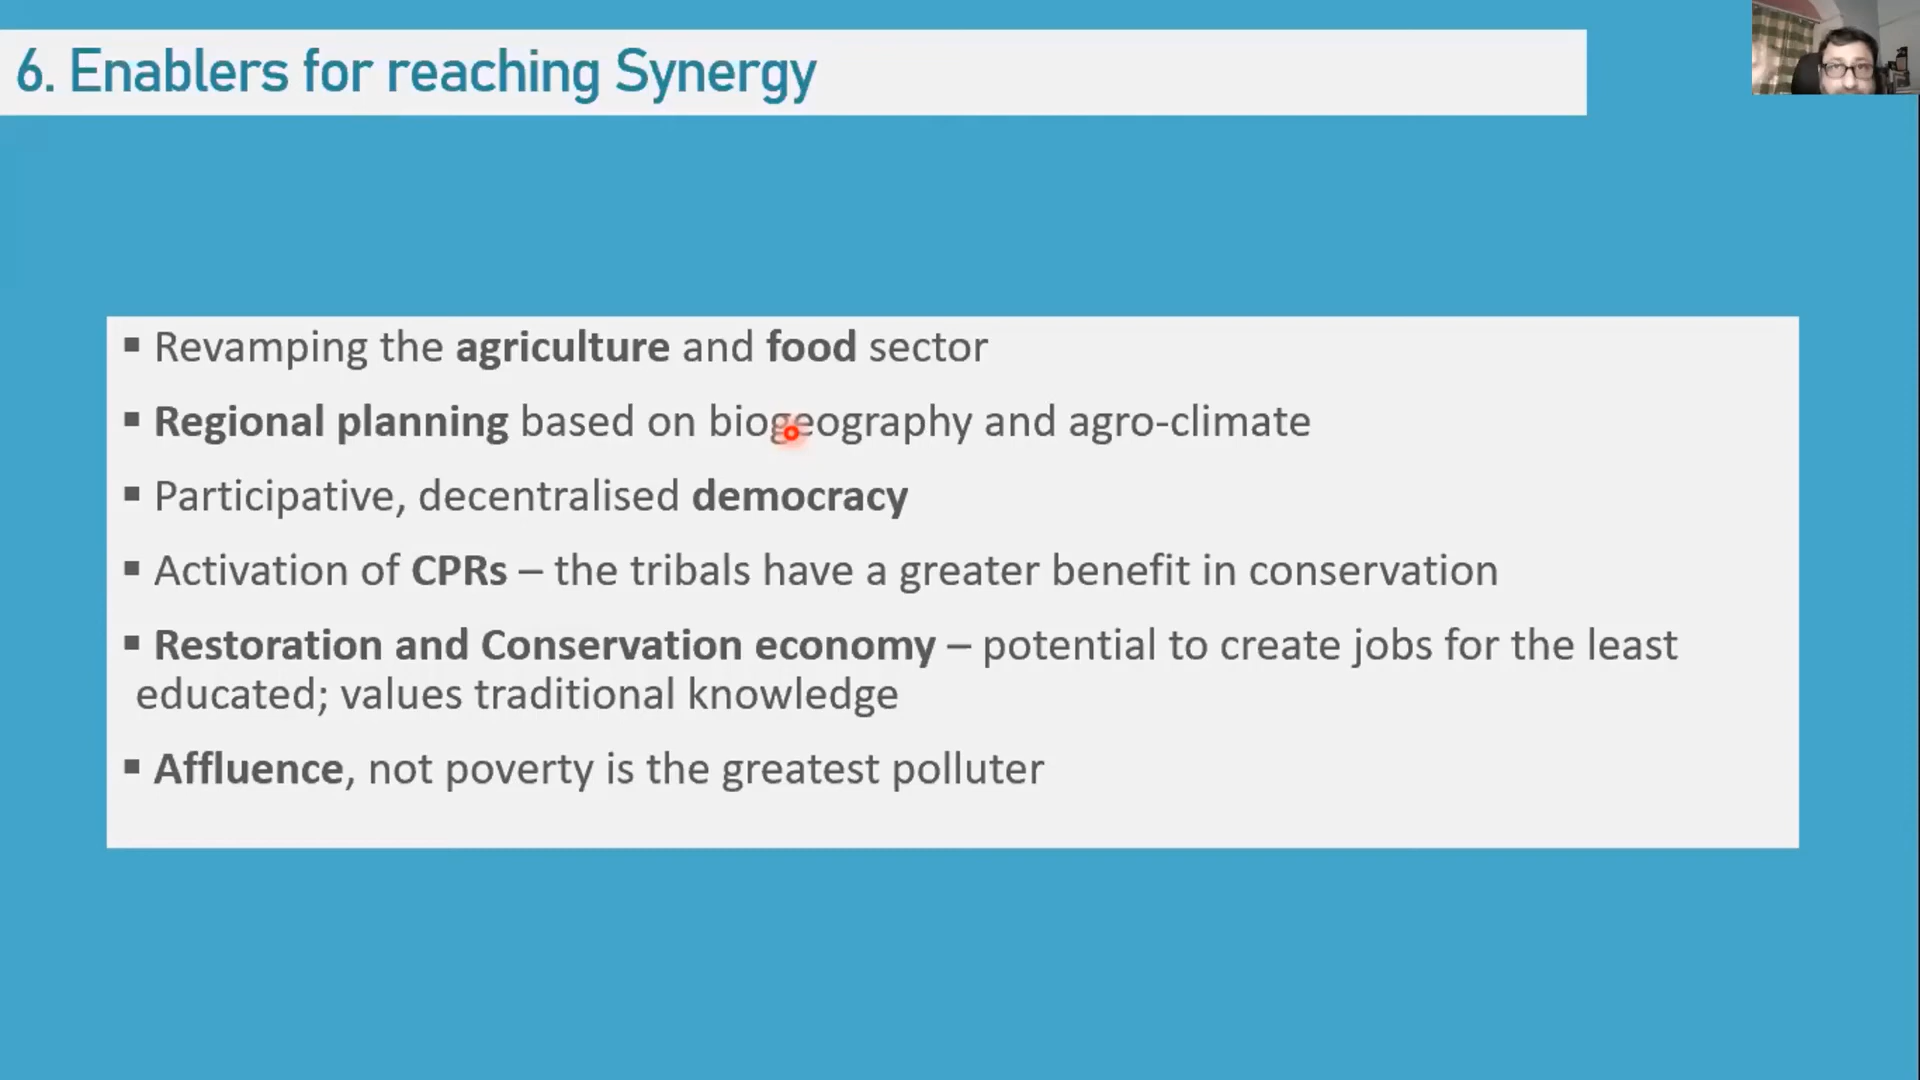 6. Enablers for reaching Synergy
▪ Revamping the agriculture and food sector
▪ Regional planning based on biogeography and agro-climate
▪ Participative, decentralised democracy
▪ Activation of CPRs – the tribals have a greater benefit in conservation
▪ Restoration and Conservation economy – potential to create jobs for the least
educated; values traditional knowledge
▪ Affluence, not poverty is the greatest polluter